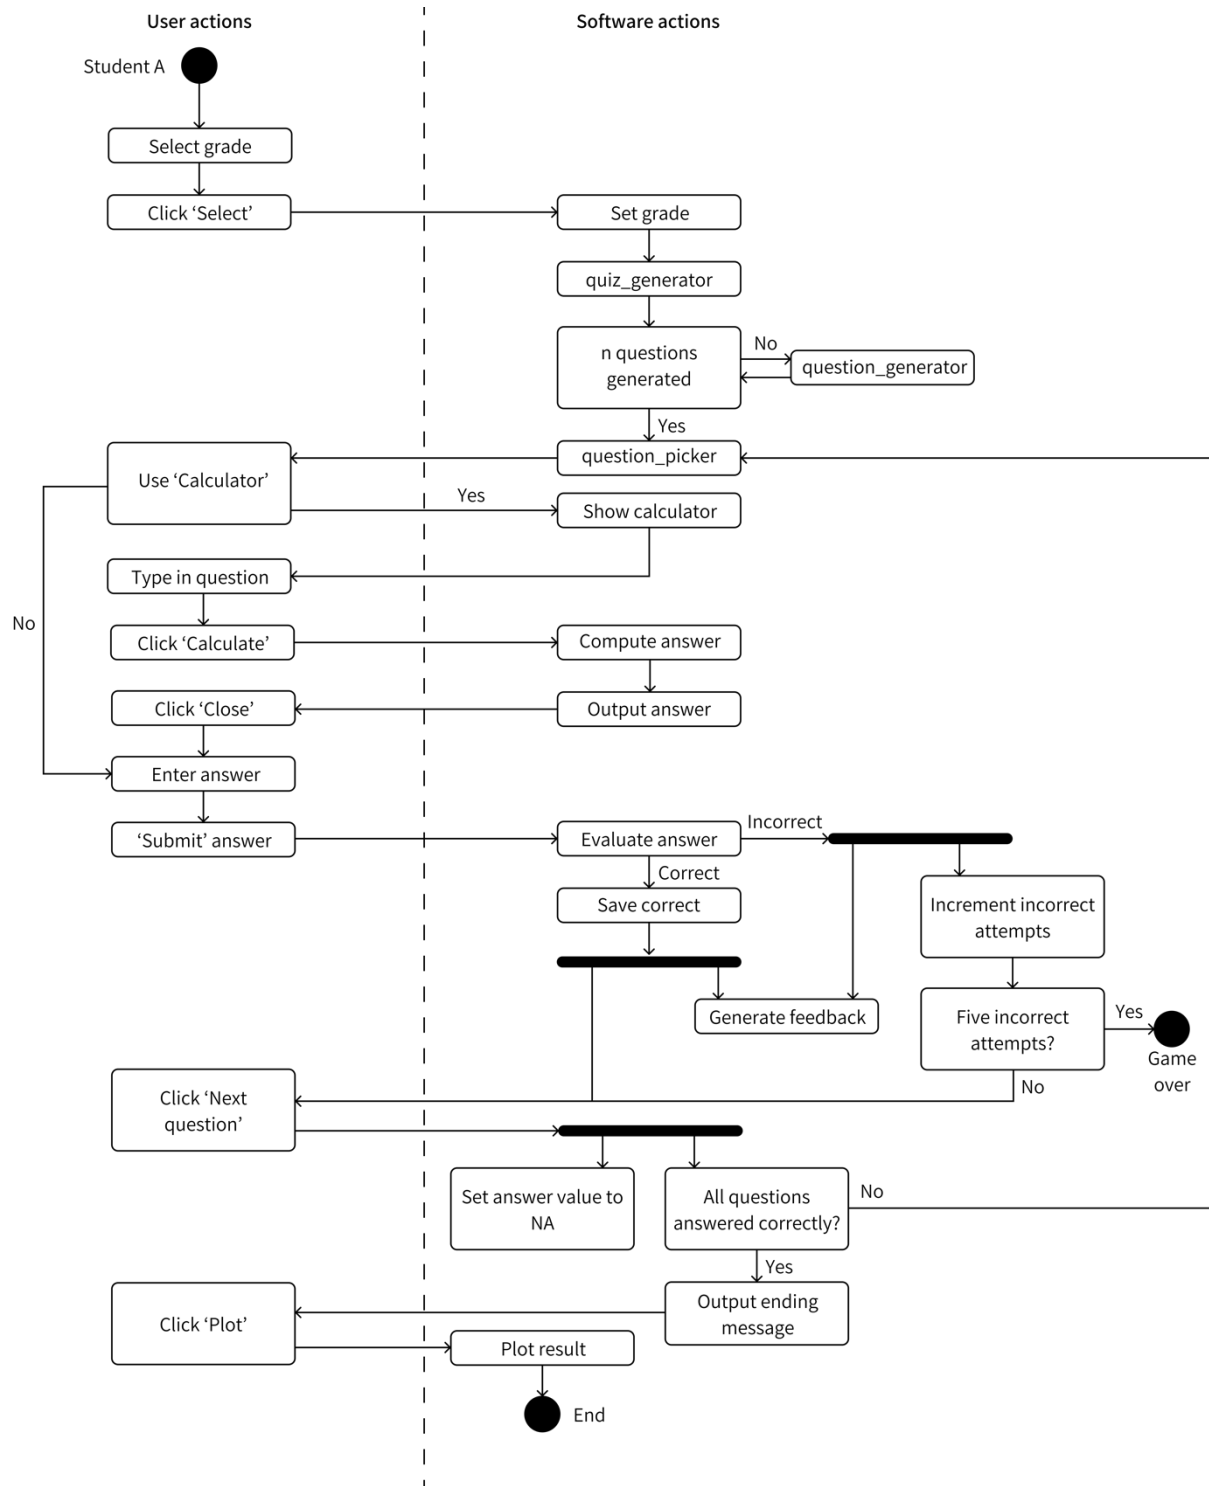 User actions
Software actions
Student A
Select grade
Click ‘Select’
Set grade
quiz_generator
n questions
generated
No
question_generator
Yes
question_picker
Use ‘Calculator’
Yes
Show calculator
Type in question
No
Click ‘Calculate’
Compute answer
Click ‘Close’
Output answer
Enter answer
‘Submit’ answer
Evaluate answer
Incorrect
Correct
Save correct
Increment incorrect
attempts
Generate feedback
Five incorrect
attempts?
Yes
Game
over
No
Click ‘Next
question’
Set answer value to
NA
All questions
answered correctly?
No
Yes
Output ending
message
Click ‘Plot’
Plot result
End